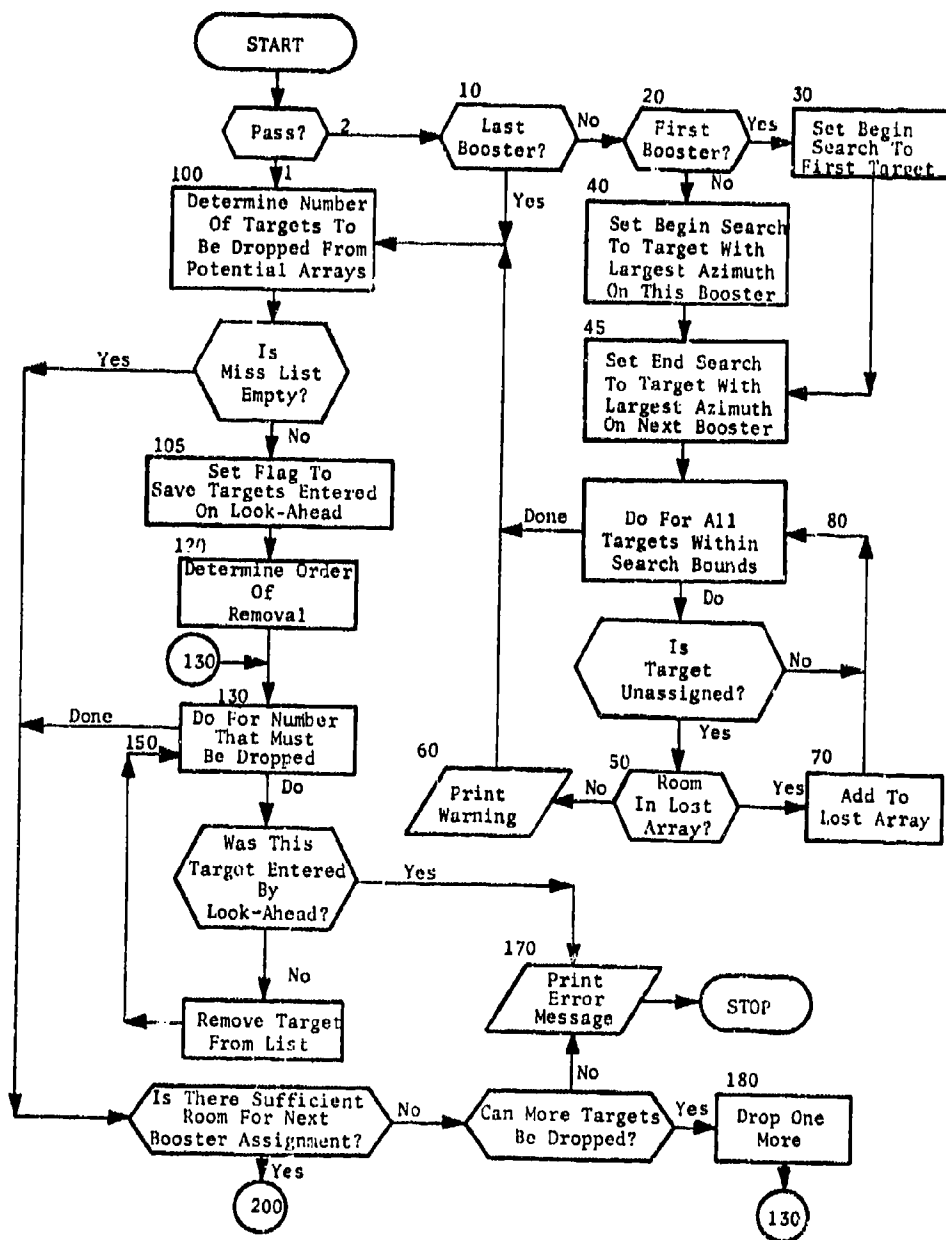 START
Pass?
2
1
10
Last
Booster?
No
Yes
20
First
Booster?
Yes
No
30
Set Begin
Search To
First Target
100
Determine Number
Of Targets To
Be Dropped From
Potential Arrays
40
Set Begin Search
To Target With
Largest Azimuth
On This Booster
45
Set End Search
To Target With
Largest Azimuth
On Next Booster
Is
Miss List
Empty?
Yes
No
105
Set Flag To
Save Targets Entered
On Look-Ahead
Do For All
Targets Within
Search Bounds
Done
Do
80
120
Determine Order
Of
Removal
130
Is
Target
Unassigned?
No
Yes
130
Do For Number
That Must
Be Dropped
Done
150
Do
60
Print
Warning
50
Room
In Lost
Array?
No
Yes
70
Add To
Lost Array
Was This
Target Entered
By
Look-Ahead?
Yes
No
Remove Target
From List
170
Print
Error
Message
STOP
Is There Sufficient
Room For Next
Booster Assignment?
No
Yes
200
Can More Targets
Be Dropped?
No
Yes
180
Drop One
More
130